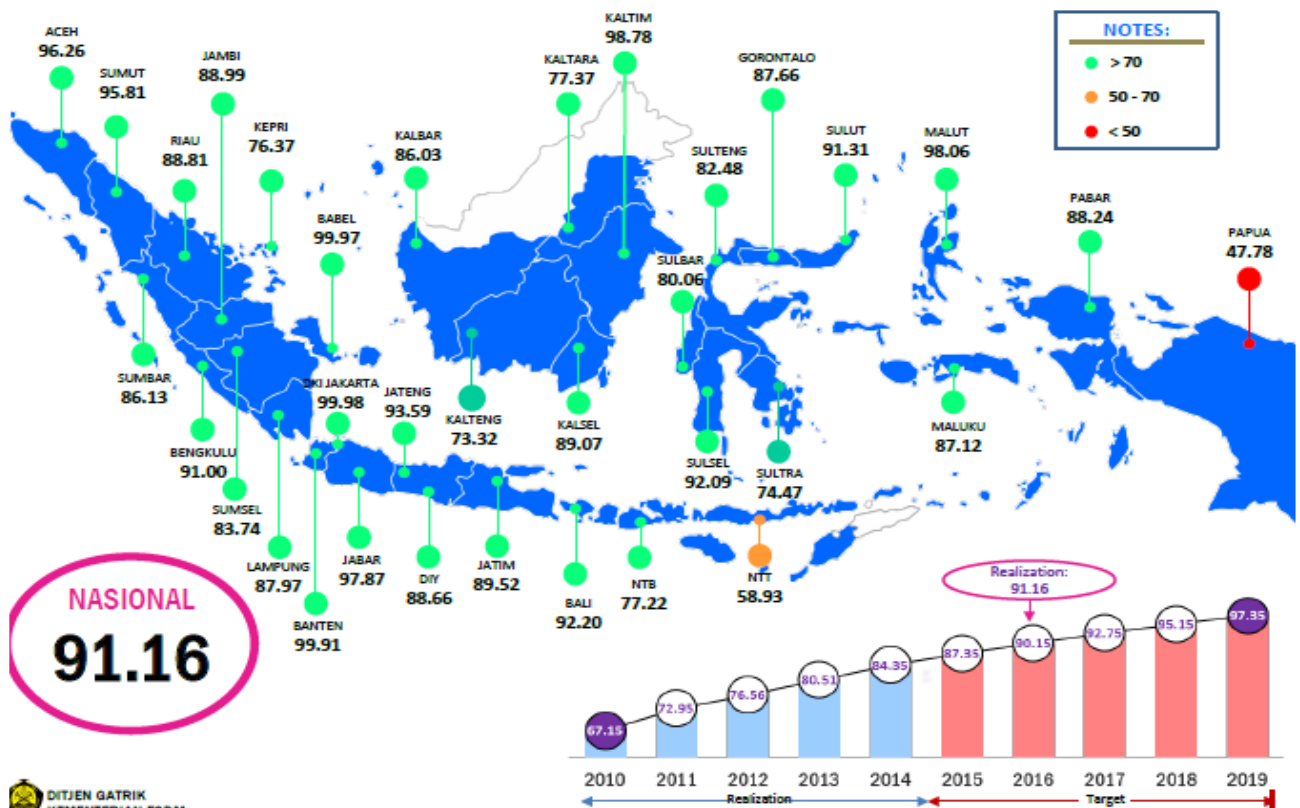 ACEH
96.26
SUMUT
95.81
JAMBI
88.99
RIAU
88.81
KEPRI
76.37
BABEL
99.97
KALBAR
86.03
KALTARA
77.37
KALTIM
98.78
GORONTALO
87.66
SULTENG
82.48
SULUT
91.31
MALUT
98.06
PABAR
88.24
PAPUA
47.78
NOTES:
> 70
50 - 70
< 50
SULBAR
80.06
SUMBAR
86.13
BENGKULU
91.00
SUMSEL
83.74
LAMPUNG
87.97
BANTEN
99.91
DKI JAKARTA
99.98
JATENG
93.59
JABAR
97.87
DIY
88.66
JATIM
89.52
KALTENG
73.32
KALSEL
89.07
SULSEL
92.09
SULTRA
74.47
MALUKU
87.12
BALI
92.20
NTB
77.22
NTT
58.93
NASIONAL
91.16
Realization:
91.16
67.15 72.95 76.56 80.51 84.35 87.35 90.15 92.75 95.15 97.35
2010 2011 2012 2013 2014 2015 2016 2017 2018 2019
Realization Target
DITJEN GATRIK
KEMENTERIAN ESDM